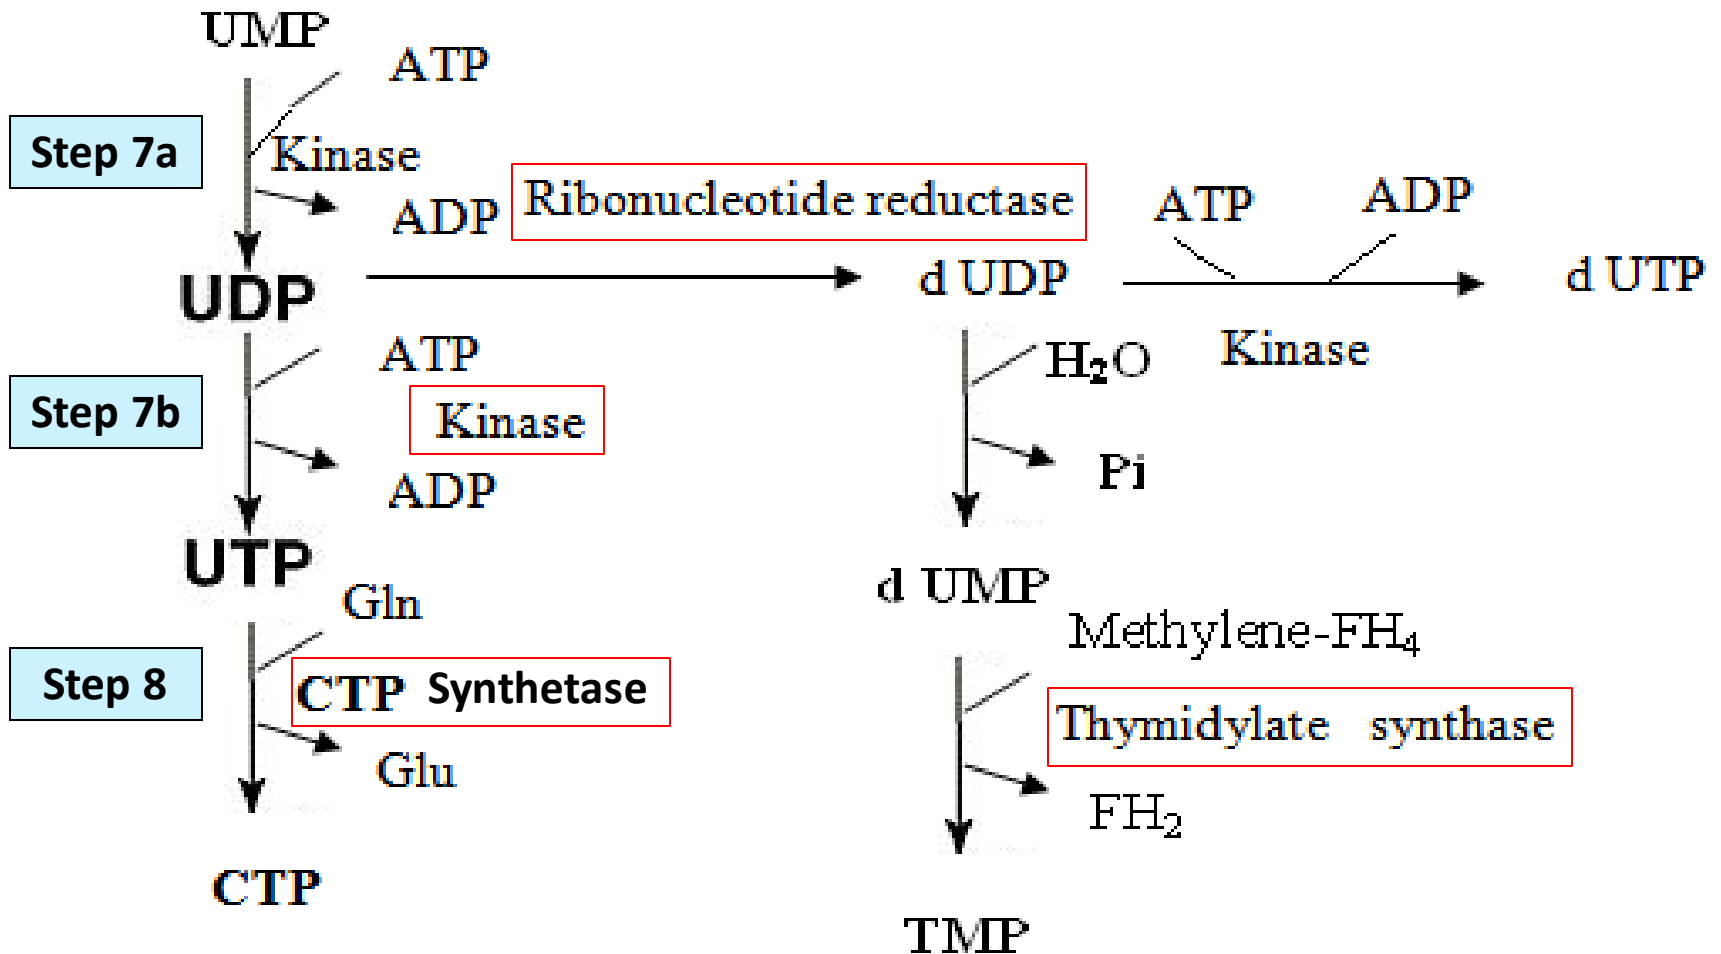 UMP
ATP
Step 7a
Kinase
ADP
Ribonucleotide reductase
ATP
ADP
UDP
d UDP
d UTP
ATP
H₂O
Kinase
Step 7b
Kinase
ADP
Pi
UTP
Gln
d UMP
Methylene-FH₄
Step 8
CTP Synthetase
Thymidylate synthase
Glu
FH₂
CTP
TMP